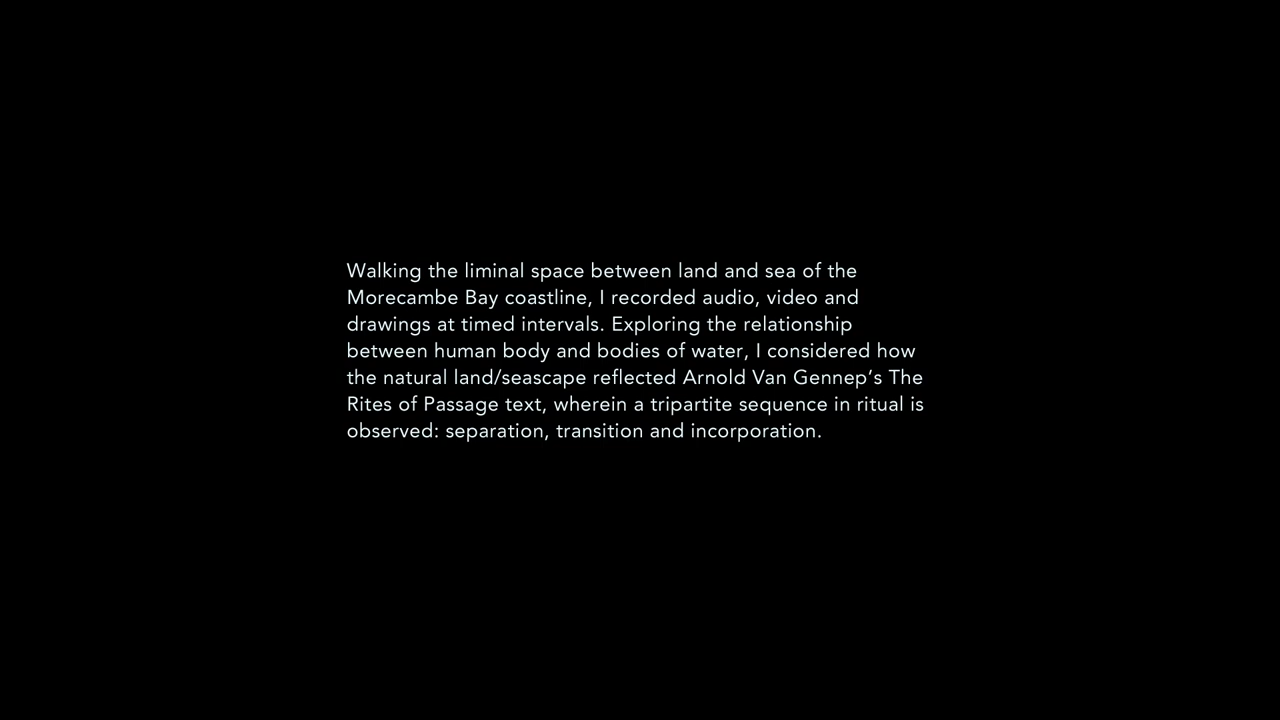 Walking the liminal space between land and sea of the
Morecambe Bay coastline, I recorded audio, video and
drawings at timed intervals. Exploring the relationship
between human body and bodies of water, I considered how
the natural land/seascape reflected Arnold Van Gennep’s The
Rites of Passage text, wherein a tripartite sequence in ritual is
observed: separation, transition and incorporation.